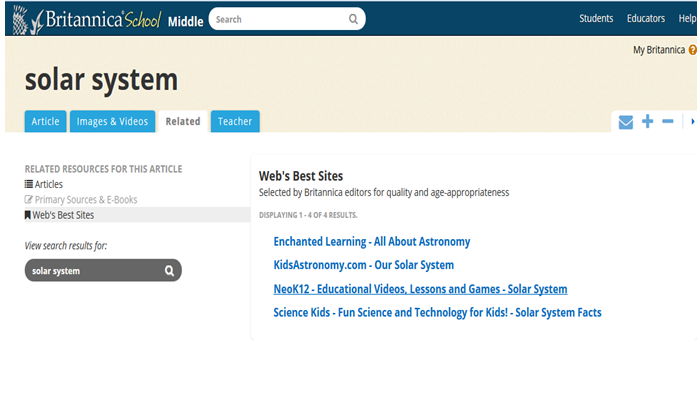 Britannica School Middle
Search
Students Educators Help
My Britannica ?
solar system
Article Images & Videos Related Teacher
RELATED RESOURCES FOR THIS ARTICLE
Articles
Primary Sources & E-Books
Web's Best Sites
View search results for:
solar system
Web's Best Sites
Selected by Britannica editors for quality and age-appropriateness
DISPLAYING 1 - 4 OF 4 RESULTS.
Enchanted Learning - All About Astronomy
KidsAstronomy.com - Our Solar System
NeoK12 - Educational Videos, Lessons and Games - Solar System
Science Kids - Fun Science and Technology for Kids! - Solar System Facts